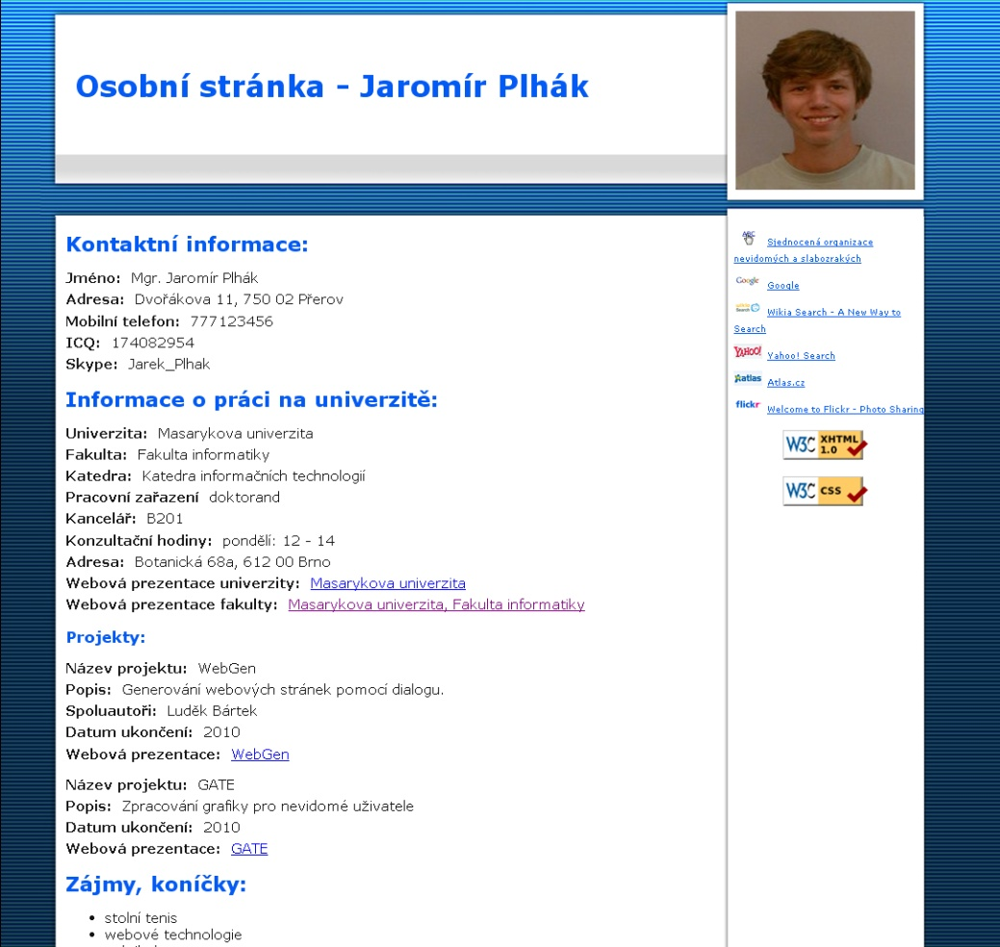 Osobní stránka - Jaromír Plhák
Kontaktní informace:
Jméno: Mgr. Jaromír Plhák
Adresa: Dvořákova 11, 750 02 Přerov
Mobilní telefon: 777123456
ICQ: 174082954
Skype: Jarek_Plhak
Informace o práci na univerzitě:
Univerzita: Masarykova univerzita
Fakulta: Fakulta informatiky
Katedra: Katedra informačních technologií
Pracovní zařazení doktorand
Kancelář: B201
Konzultační hodiny: pondělí: 12 - 14
Adresa: Botanická 68a, 612 00 Brno
Webová prezentace univerzity: Masarykova univerzita
Webová prezentace fakulty: Masarykova univerzita, Fakulta informatiky
Projekty:
Název projektu: WebGen
Popis: Generování webových stránek pomocí dialogu.
Spoluautoři: Luděk Bártek
Datum ukončení: 2010
Webová prezentace: WebGen
Název projektu: GATE
Popis: Zpracování grafiky pro nevidomé uživatele
Datum ukončení: 2010
Webová prezentace: GATE
Zájmy, koníčky:
stolní tenis
webové technologie
ABC Sjednocená organizace
nevidomých a slabozrakých
Google Google
wikia Search Wikia Search - A New Way to
Search
YAHOO! Yahoo! Search
atlas Atlas.cz
flickr Welcome to Flickr - Photo Sharing
W3C XHTML
1.0
W3C CSS